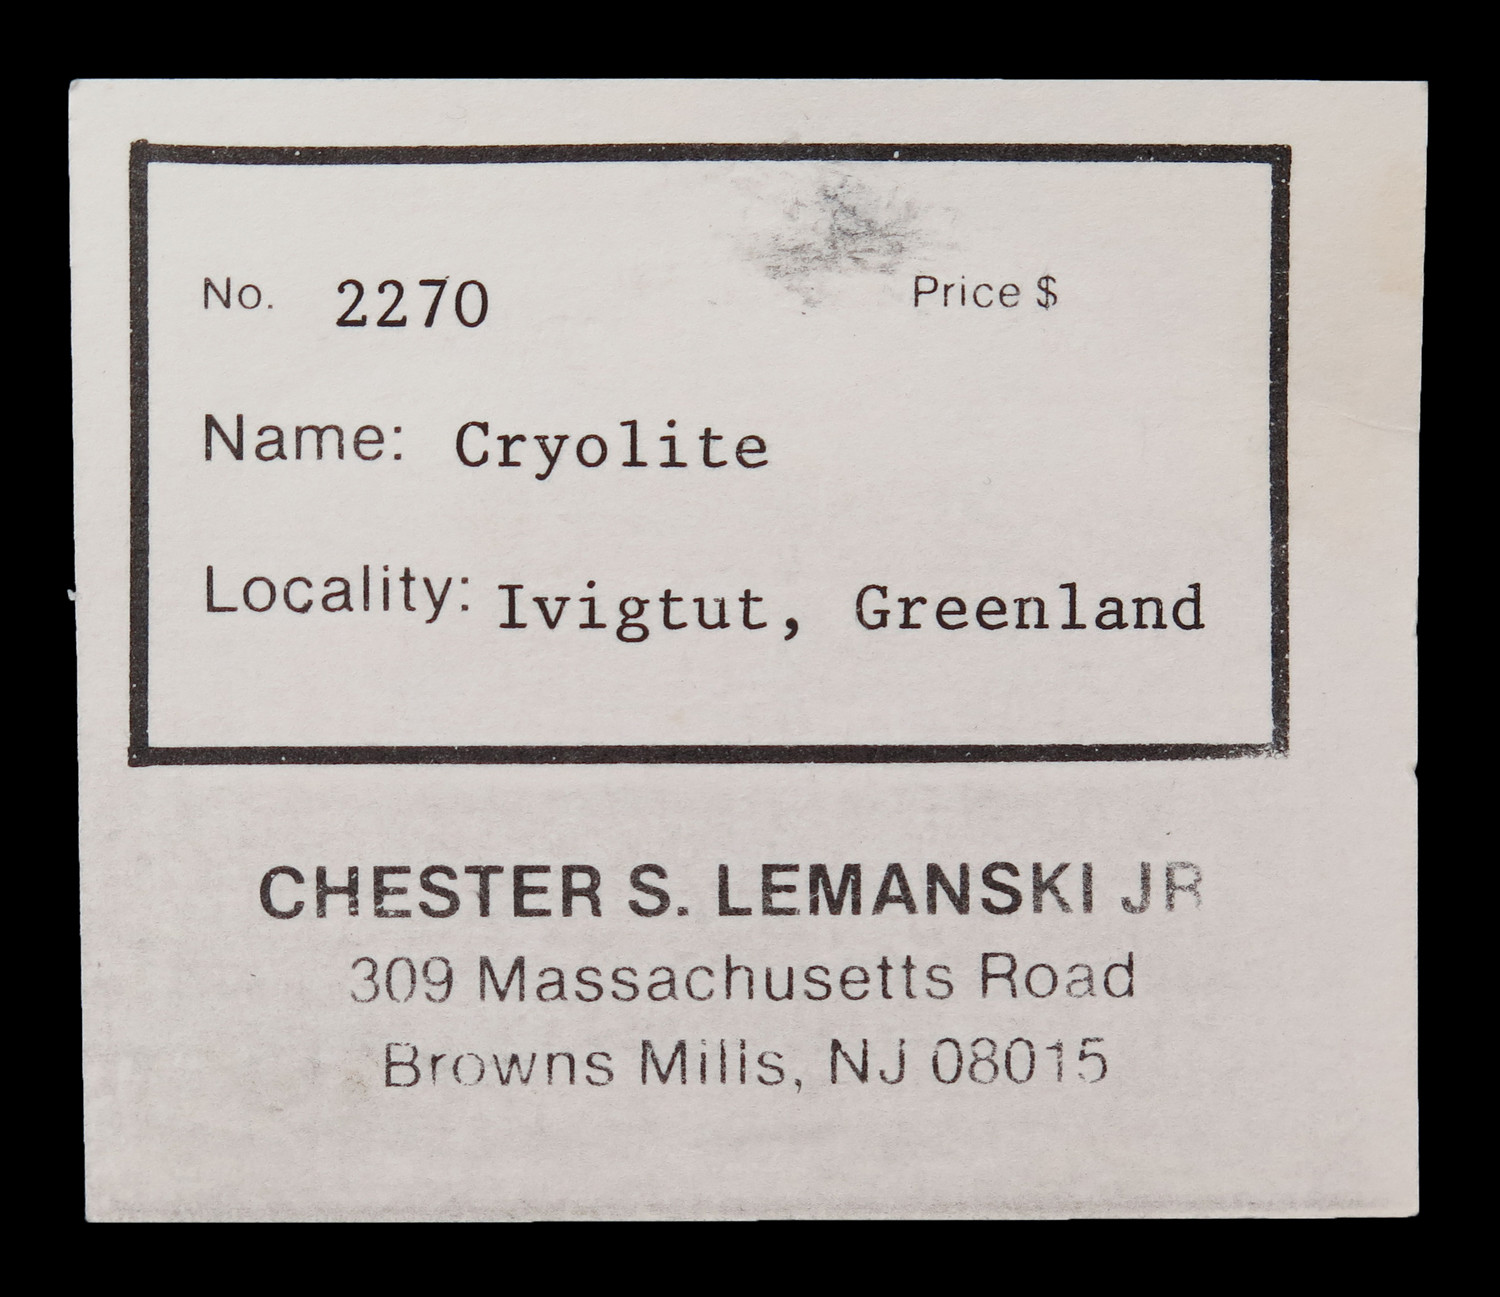 No. 2270 Price $
Name: Cryolite
Locality: Ivigtut, Greenland
CHESTER S. LEMANSKI JR
309 Massachusetts Road
Browns Mills, NJ 08015